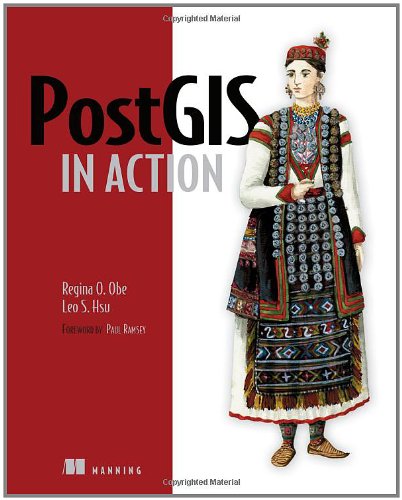 Copyrighted Material
PostGIS
IN ACTION
Regina O. Obe
Leo S. Hsu
FOREWORD BY PAUL RAMSEY
MANNING
Copyrighted Material